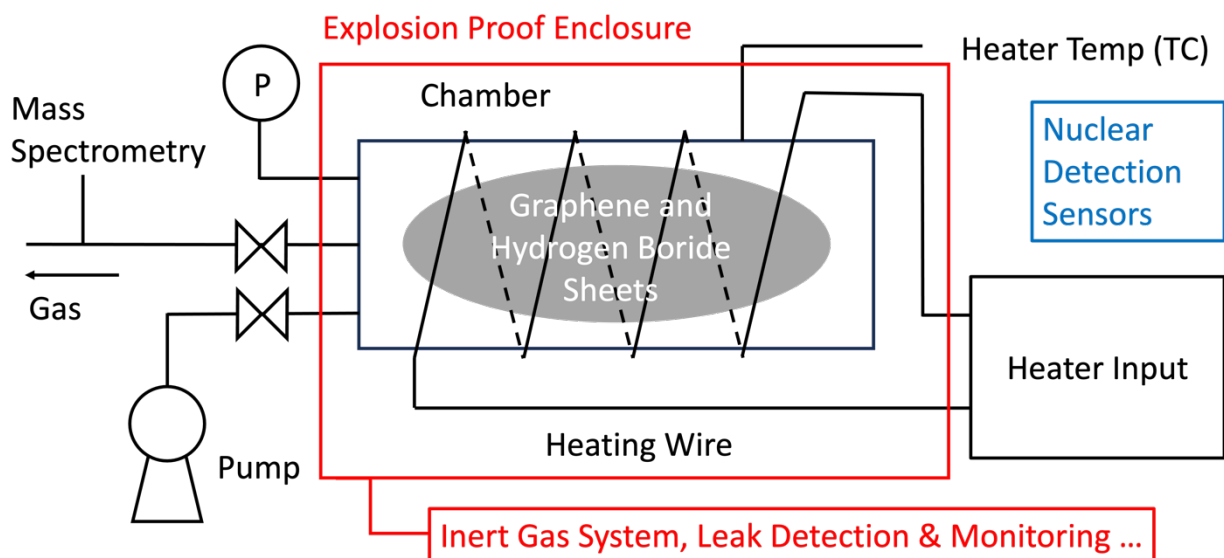 Explosion Proof Enclosure
Heater Temp (TC)
P
Chamber
Mass
Spectrometry
Nuclear
Detection
Sensors
Graphene and
Hydrogen Boride
Sheets
Gas
Heater Input
Heating Wire
Pump
Inert Gas System, Leak Detection & Monitoring ...